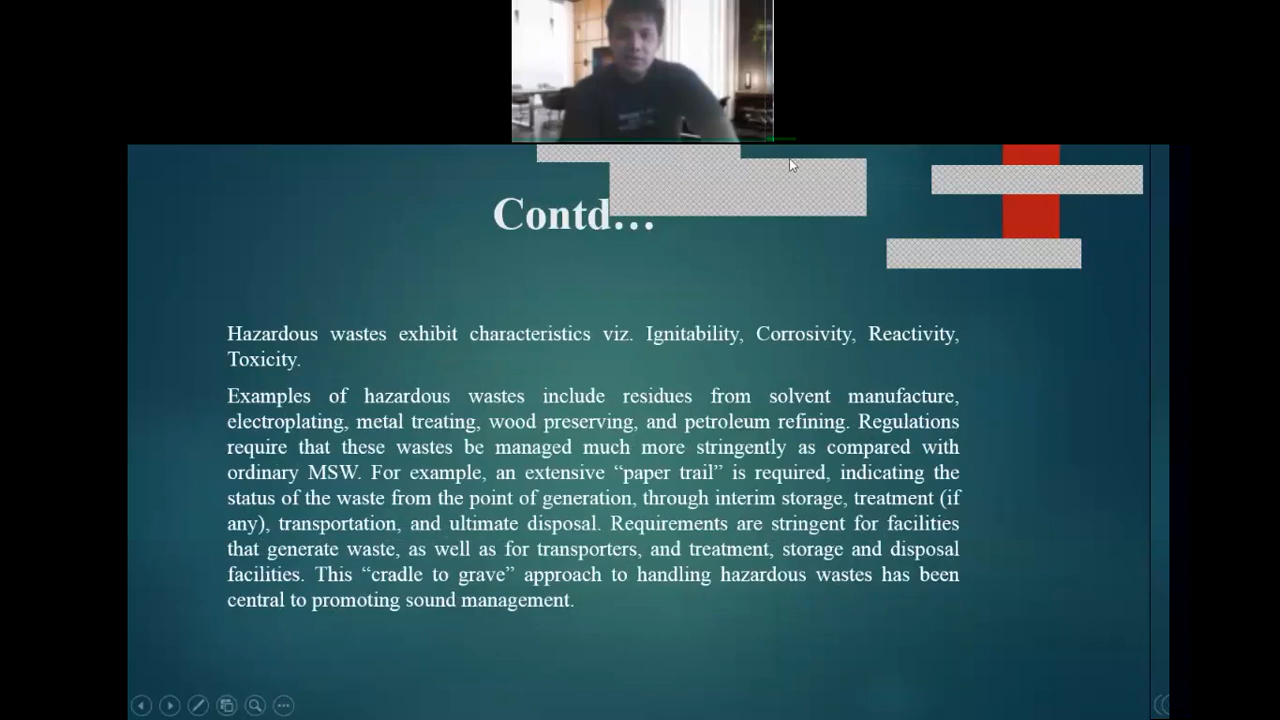 Contd...
Hazardous wastes exhibit characteristics viz. Ignitability, Corrosivity, Reactivity,
Toxicity.
Examples of hazardous wastes include residues from solvent manufacture,
electroplating, metal treating, wood preserving, and petroleum refining. Regulations
require that these wastes be managed much more stringently as compared with
ordinary MSW. For example, an extensive “paper trail” is required, indicating the
status of the waste from the point of generation, through interim storage, treatment (if
any), transportation, and ultimate disposal. Requirements are stringent for facilities
that generate waste, as well as for transporters, and treatment, storage and disposal
facilities. This “cradle to grave” approach to handling hazardous wastes has been
central to promoting sound management.